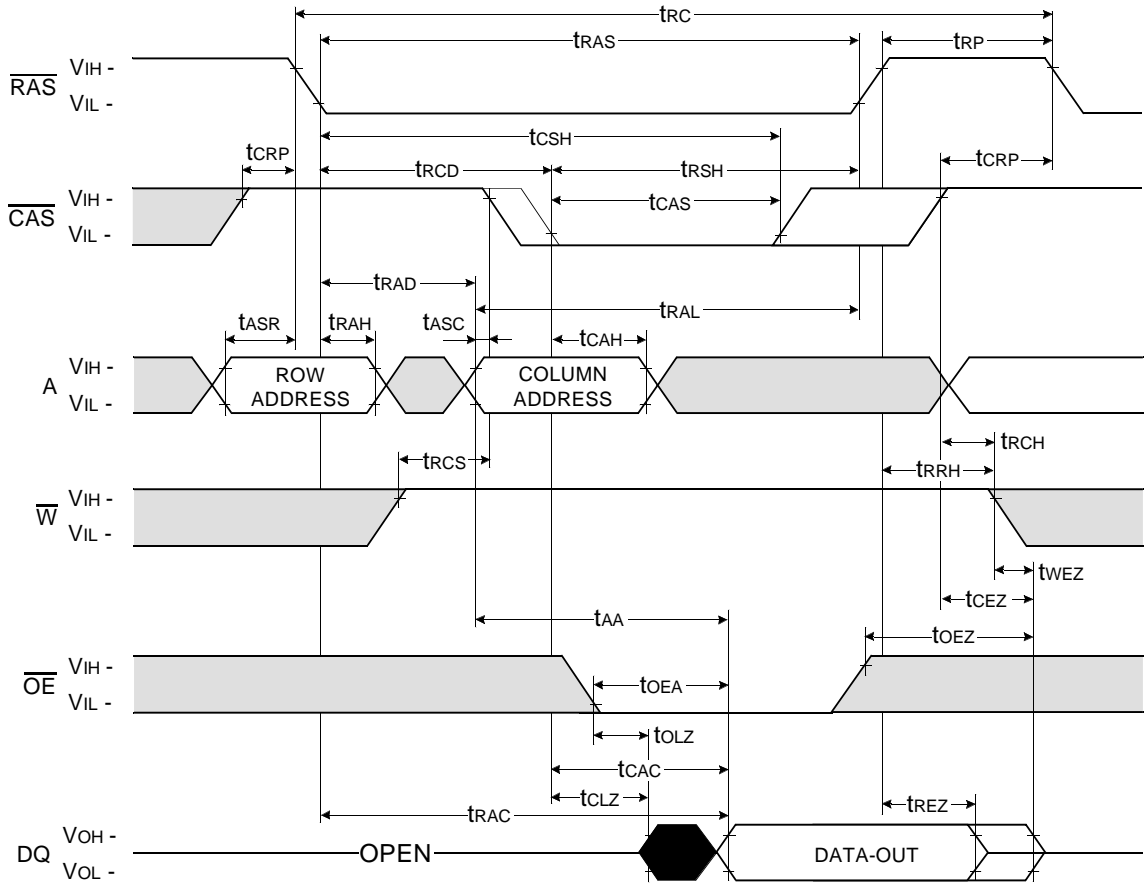 tRC
tRAS
tRP
RAS
VIH -
VIL -
tCSH
tCRP
tRCD
tRSH
tCRP
CAS
VIH -
VIL -
tCAS
tRAD
tRAL
tASR
tRAH
tASC
tCAH
A
VIH -
VIL -
ROW
ADDRESS
COLUMN
ADDRESS
tRCS
tRCH
tRRH
W
VIH -
VIL -
tWEZ
tCEZ
tAA
tOEZ
OE
VIH -
VIL -
tOEA
tOLZ
tCAC
tCLZ
tREZ
tRAC
DQ
VOH -
VOL -
OPEN
DATA-OUT